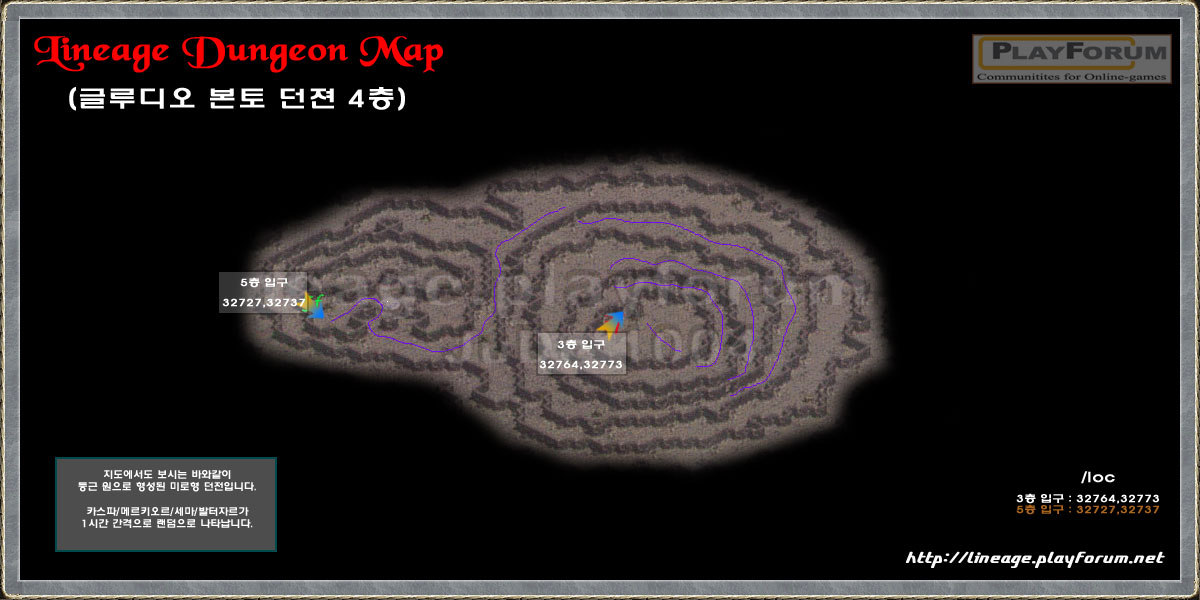 Lineage Dungeon Map
(글루디오 본토 던젼 4층)
PLAYFORUM
Communitites for Online-games
5층 입구
32727,32737
3층 입구
32764,32773
지도에서도 보시는 바와같이
둥근 원으로 형성된 미로형 던전입니다.
카스파/메르키오르/세마/발터자르가
1시간 간격으로 랜덤으로 나타납니다.
/loc
3층 입구 : 32764,32773
5층 입구 : 32727,32737
http://lineage.playforum.net